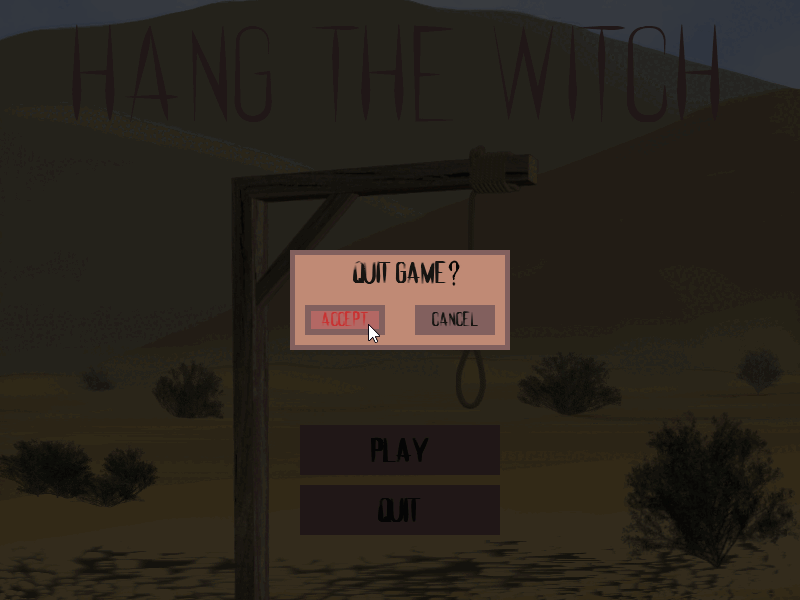 HANG THE WITCH
QUIT GAME?
ACCEPT
CANCEL
PLAY
QUIT